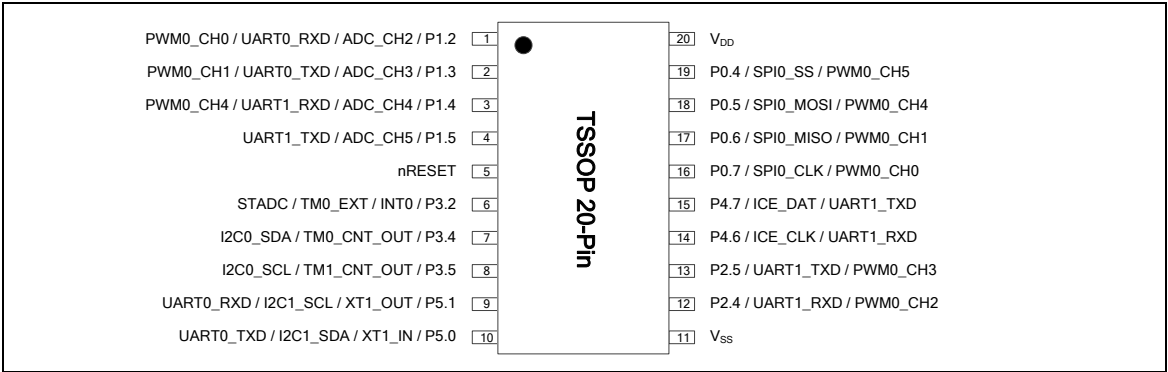 PWM0_CH0 / UART0_RXD / ADC_CH2 / P1.2 1
PWM0_CH1 / UART0_TXD / ADC_CH3 / P1.3 2
PWM0_CH4 / UART1_RXD / ADC_CH4 / P1.4 3
UART1_TXD / ADC_CH5 / P1.5 4
nRESET 5
STADC / TM0_EXT / INT0 / P3.2 6
I2C0_SDA / TM0_CNT_OUT / P3.4 7
I2C0_SCL / TM1_CNT_OUT / P3.5 8
UART0_RXD / I2C1_SCL / XT1_OUT / P5.1 9
UART0_TXD / I2C1_SDA / XT1_IN / P5.0 10
TSSOP 20-Pin
20 VDD
19 P0.4 / SPI0_SS / PWM0_CH5
18 P0.5 / SPI0_MOSI / PWM0_CH4
17 P0.6 / SPI0_MISO / PWM0_CH1
16 P0.7 / SPI0_CLK / PWM0_CH0
15 P4.7 / ICE_DAT / UART1_TXD
14 P4.6 / ICE_CLK / UART1_RXD
13 P2.5 / UART1_TXD / PWM0_CH3
12 P2.4 / UART1_RXD / PWM0_CH2
11 VSS